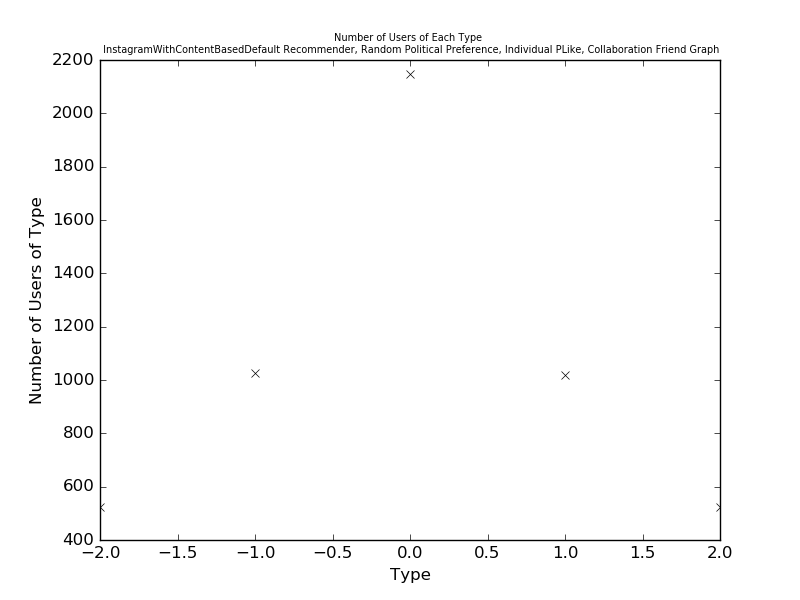 Number of Users of Each Type
InstagramWithContentBasedDefault Recommender, Random Political Preference, Individual PLike, Collaboration Friend Graph
2200
2000
1800
1600
1400
1200
1000
800
600
400
Number of Users of Type
−2.0 −1.5 −1.0 −0.5 0.0 0.5 1.0 1.5 2.0
Type